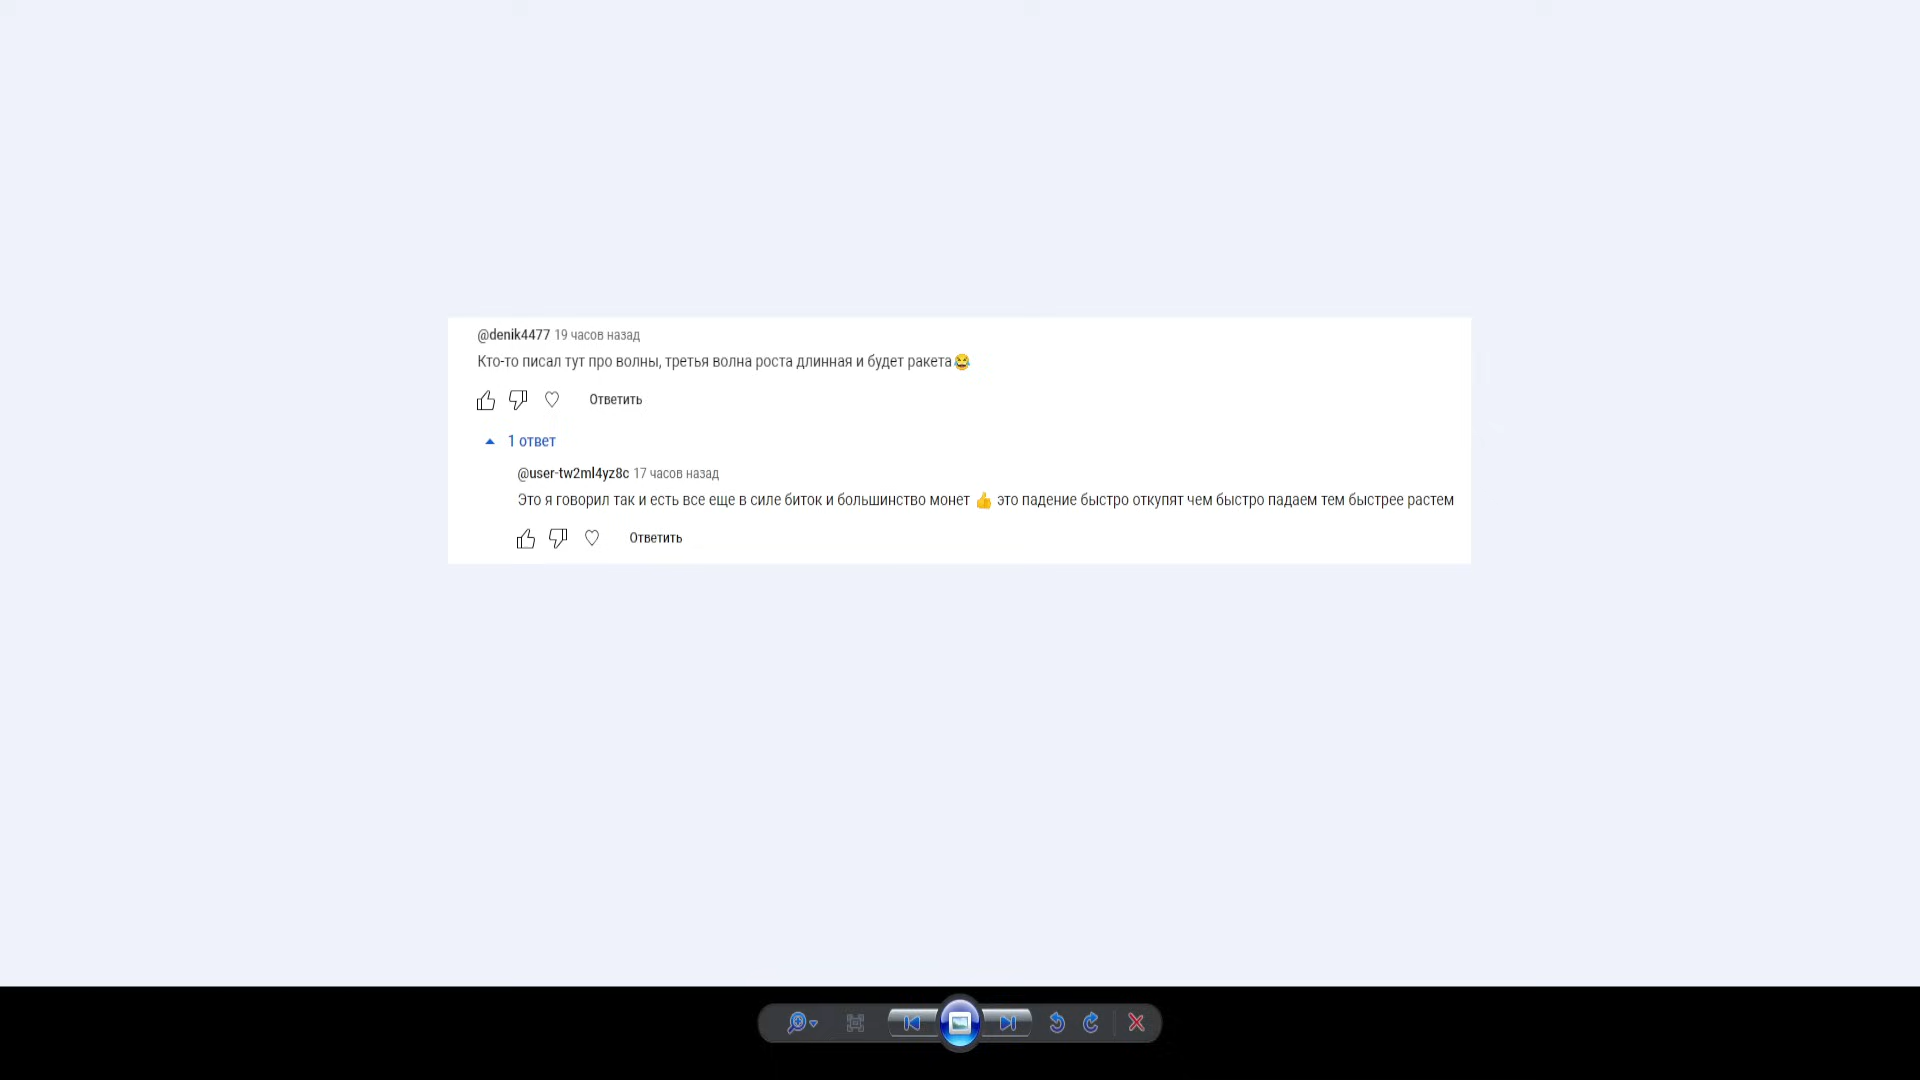 @denik4477 19 часов назад
Кто-то писал тут про волны, третья волна роста длинная и будет ракета😂
Ответить
1 ответ
@user-tw2ml4yz8c 17 часов назад
Это я говорил так и есть все еще в силе биток и большинство монет 👍 это падение быстро откупят чем быстро падаем тем быстрее растем
Ответить